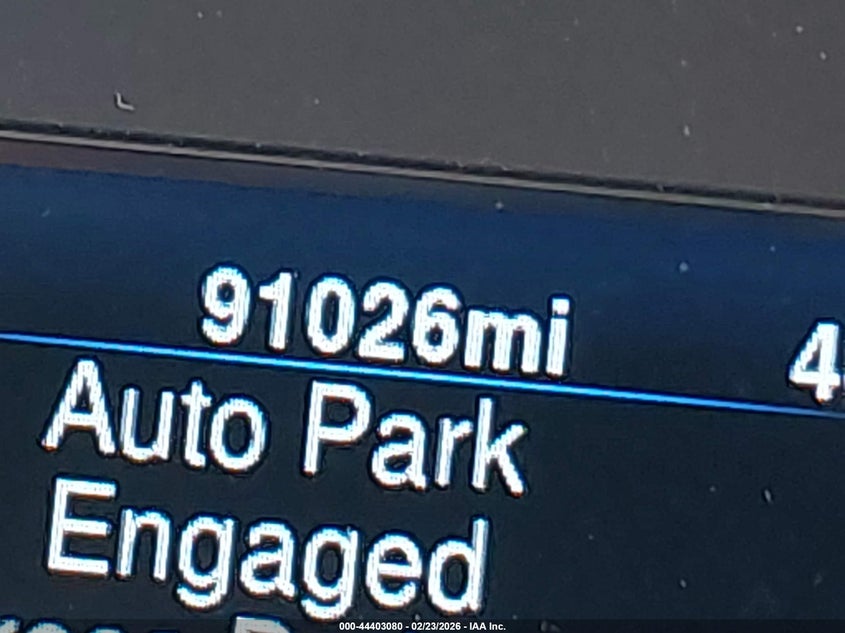 91026mi
Auto Park
Engaged
000-44403080 - 02/23/2026 - IAA Inc.